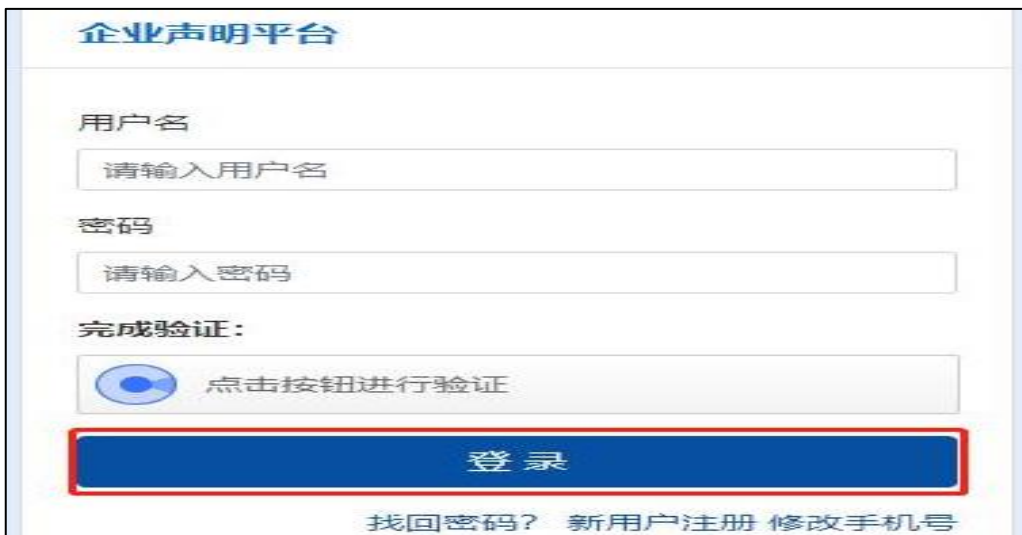 企业声明平台
用户名
请输入用户名
密码
请输入密码
完成验证：
点击按钮进行验证
登 录
找回密码？ 新用户注册 修改手机号